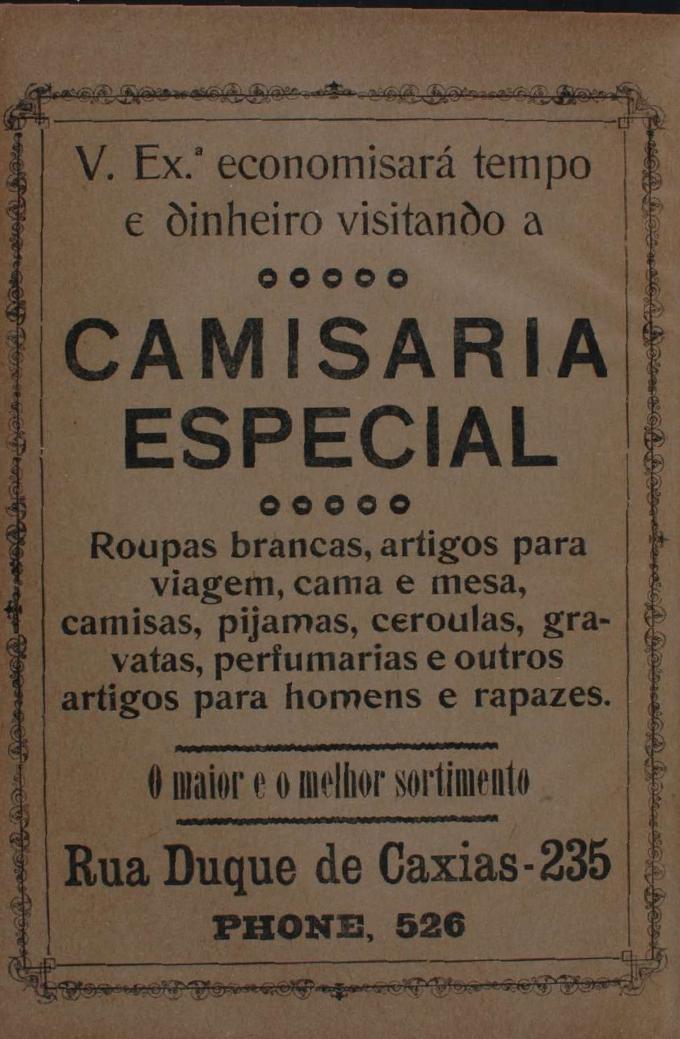 V. Ex.ª economisará tempo
e dinheiro visitando a
CAMISARIA
ESPECIAL
Roupas brancas, artigos para
viagem, cama e mesa,
camisas, pijamas, ceroulas, gra-
vatas, perfumarias e outros
artigos para homens e rapazes.
O maior e o melhor sortimento
Rua Duque de Caxias-235
PHONE, 526